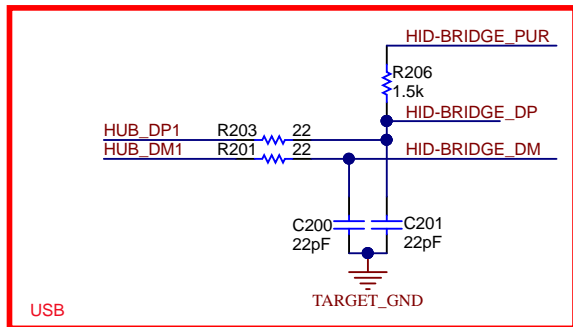 HID-BRIDGE_PUR
R206
1.5k
HID-BRIDGE_DP
HUB_DP1 R203 22
HUB_DM1 R201 22 HID-BRIDGE_DM
C200 C201
22pF 22pF
TARGET_GND
USB